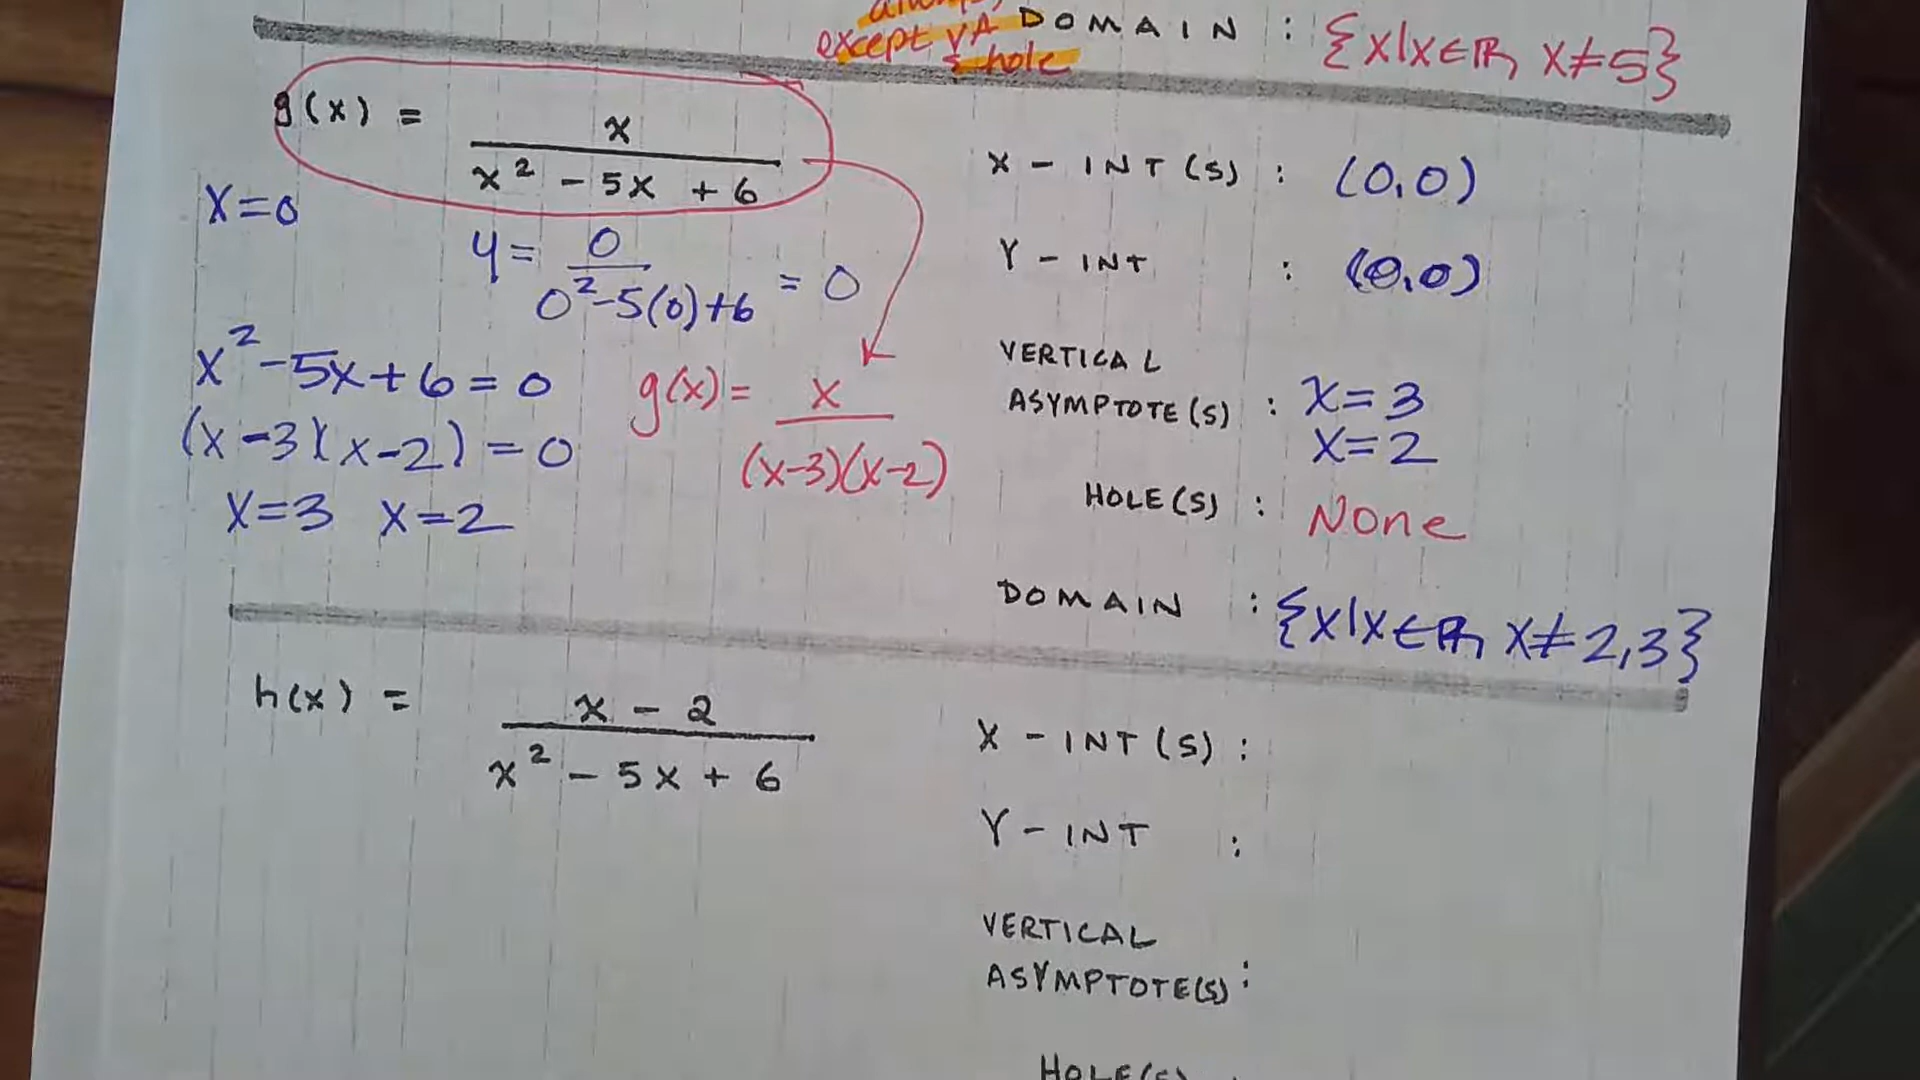 except VA DOMAIN : {x|x∈ℝ, x≠5}
& hole
g(x) = x / x² - 5x + 6
X - INT(S) : (0,0)
x=0
y = 0 / 0²-5(0)+6 = 0
Y - INT : (0,0)
x²-5x+6=0
g(x)= x / (x-3)(x-2)
(x-3)(x-2)=0
x=3 x=2
VERTICAL
ASYMPTOTE(S) : x=3
x=2
HOLE(S) : None
DOMAIN : {x|x∈ℝ, x≠2,3}
h(x) = x - 2 / x² - 5x + 6
X - INT(S) :
Y - INT :
VERTICAL
ASYMPTOTE(S) :
HOLE(S) :